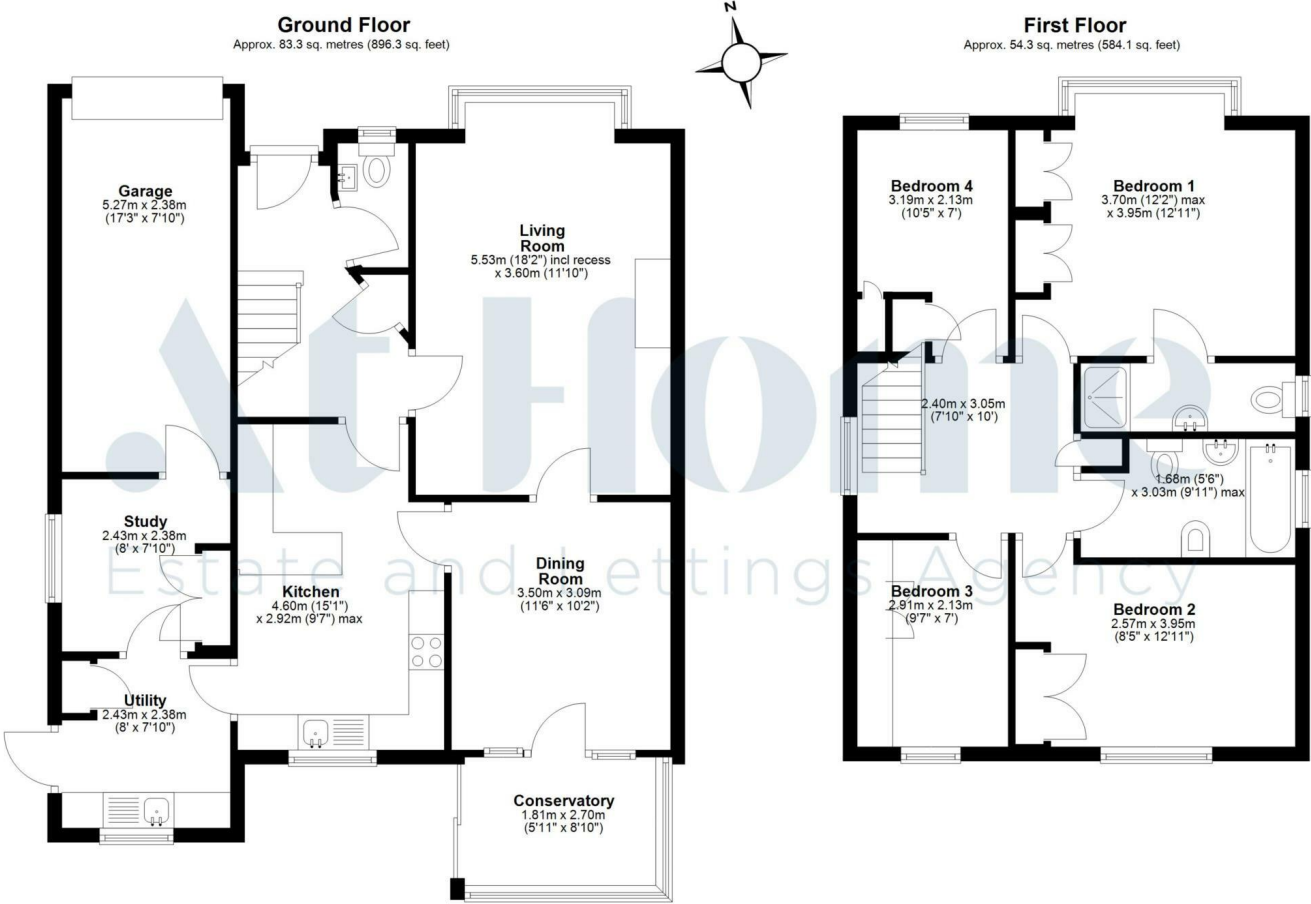 Ground Floor
Approx. 83.3 sq. metres (896.3 sq. feet)
N
First Floor
Approx. 54.3 sq. metres (584.1 sq. feet)
Garage
5.27m x 2.38m
(17'3" x 7'10")
Living
Room
5.53m (18'2") incl recess
x 3.60m (11'10")
Bedroom 4
3.19m x 2.13m
(10'5" x 7')
Bedroom 1
3.70m (12'2") max
x 3.95m (12'11")
At Home
Estate and Lettings Agency
2.40m x 3.05m
(7'10" x 10')
1.68m (5'6")
x 3.03m (9'11") max
Study
2.43m x 2.38m
(8' x 7'10")
Kitchen
4.60m (15'1")
x 2.92m (9'7") max
Dining
Room
3.50m x 3.09m
(11'6" x 10'2")
Bedroom 3
2.91m x 2.13m
(9'7" x 7')
Bedroom 2
2.57m x 3.95m
(8'5" x 12'11")
Utility
2.43m x 2.38m
(8' x 7'10")
Conservatory
1.81m x 2.70m
(5'11" x 8'10")